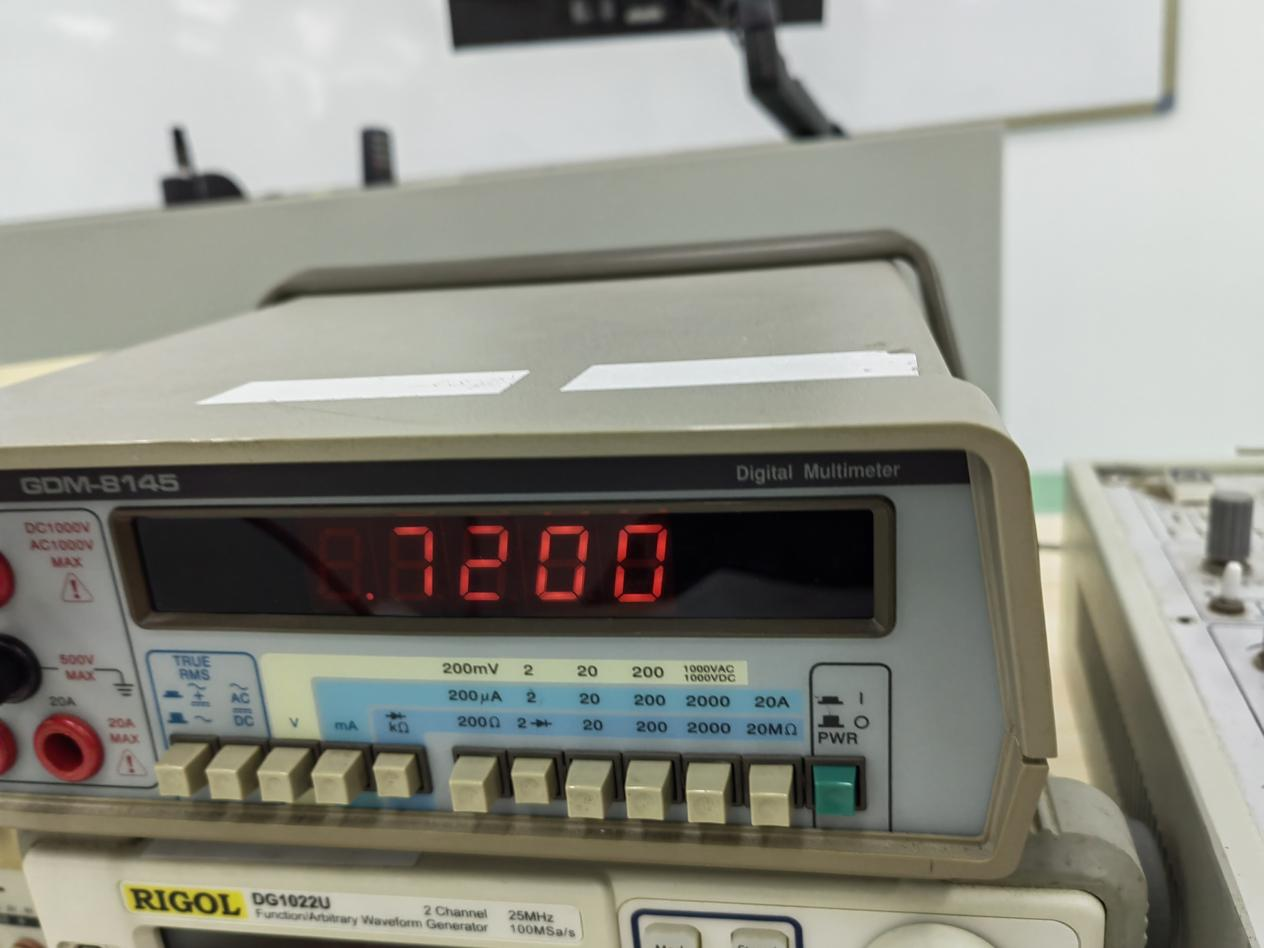 GDM-8145
Digital Multimeter
DC1000V
AC1000V
MAX
.7200
500V
MAX
20A
20A
MAX
TRUE
RMS
AC
DC
V
mA
kΩ
200mV 2 20 200 1000VAC
1000VDC
200µA 2 20 200 2000 20A
200Ω 2 20 200 2000 20MΩ
I
O
PWR
RIGOL
DG1022U
Function/Arbitrary Waveform Generator
2 Channel
25MHz
100MSa/s